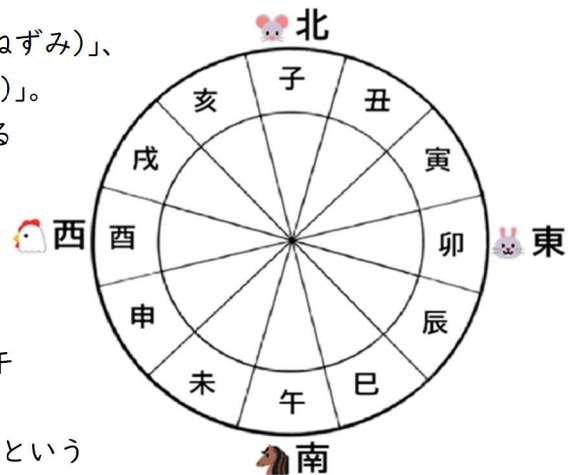 ねずみ)」、
)」。
る
干
という
北
子
丑
寅
卯
東
辰
巳
午
南
未
申
酉
西
戌
亥